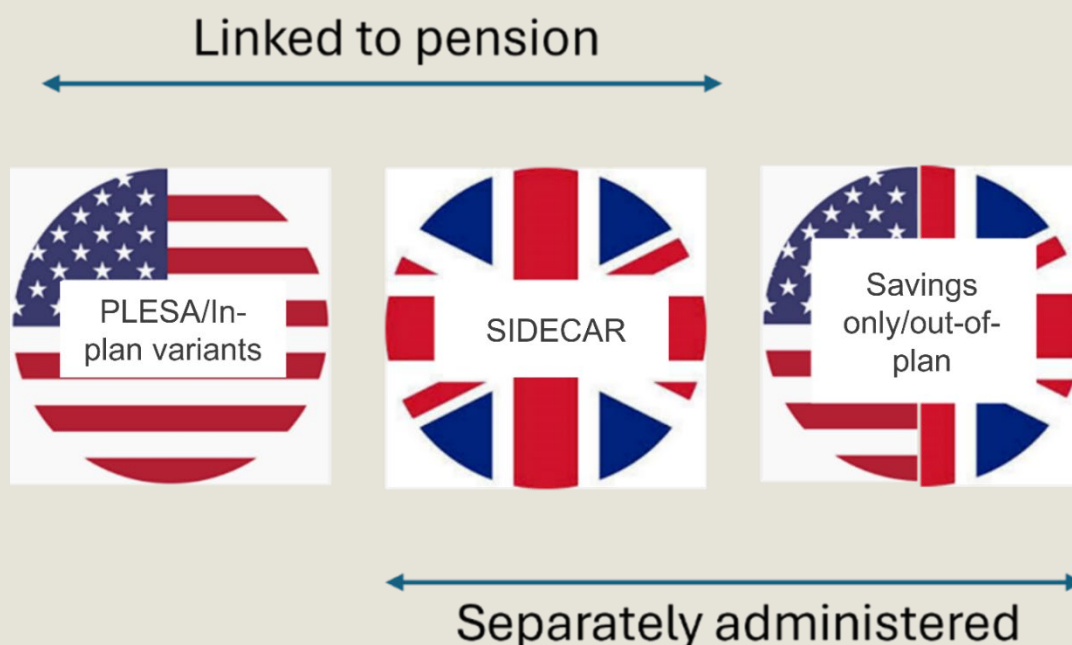 Linked to pension
PLESA/In-
plan variants
SIDECAR
Savings
only/out-of-
plan
Separately administered